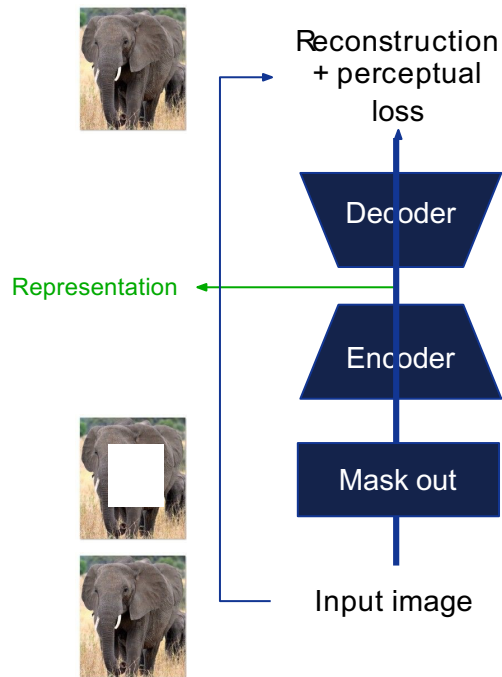 Reconstruction
+ perceptual
loss
Decoder
Representation
Encoder
Mask out
Input image